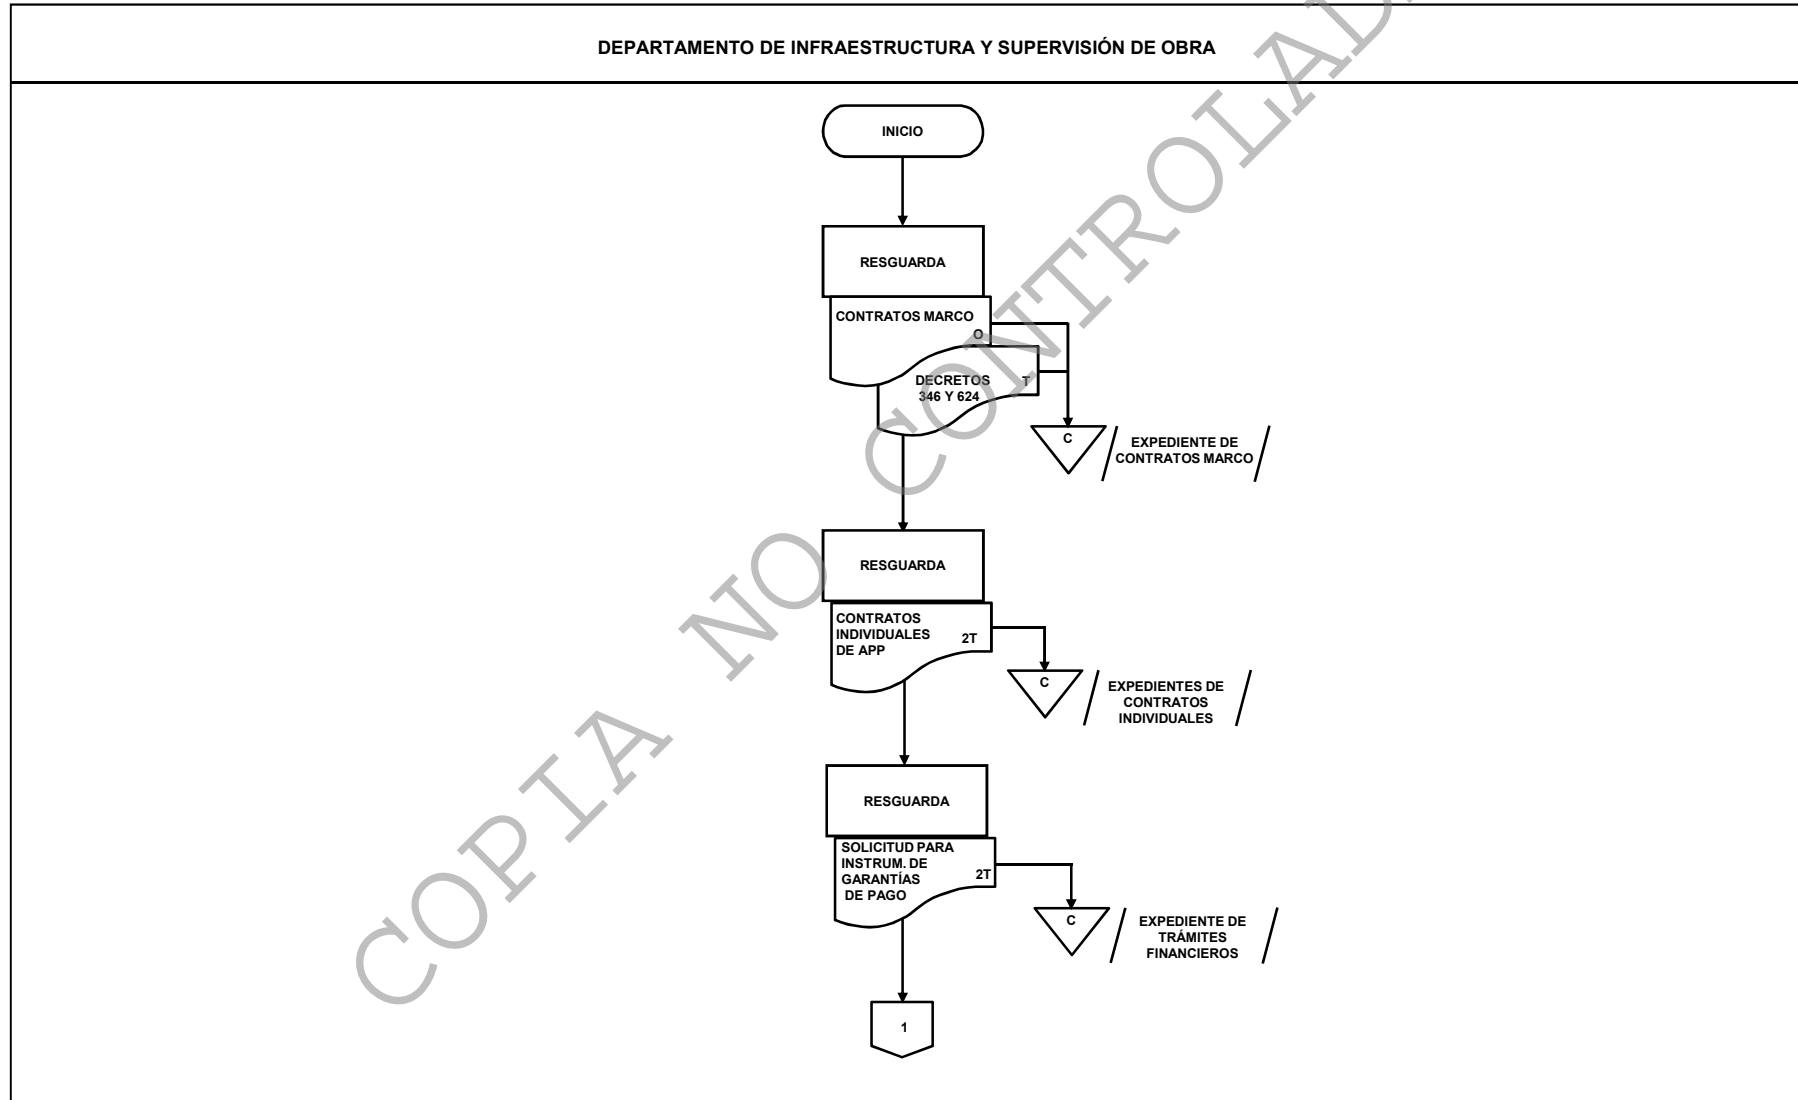 DEPARTAMENTO DE INFRAESTRUCTURA Y SUPERVISIÓN DE OBRA
INICIO
RESGUARDA
CONTRATOS MARCO
O
DECRETOS T
346 Y 624
C
EXPEDIENTE DE
CONTRATOS MARCO
RESGUARDA
CONTRATOS
INDIVIDUALES 2T
DE APP
C
EXPEDIENTES DE
CONTRATOS
INDIVIDUALES
RESGUARDA
SOLICITUD PARA
INSTRUM. DE
GARANTÍAS 2T
DE PAGO
C
EXPEDIENTE DE
TRÁMITES
FINANCIEROS
1
COPIA NO CONTROLAD